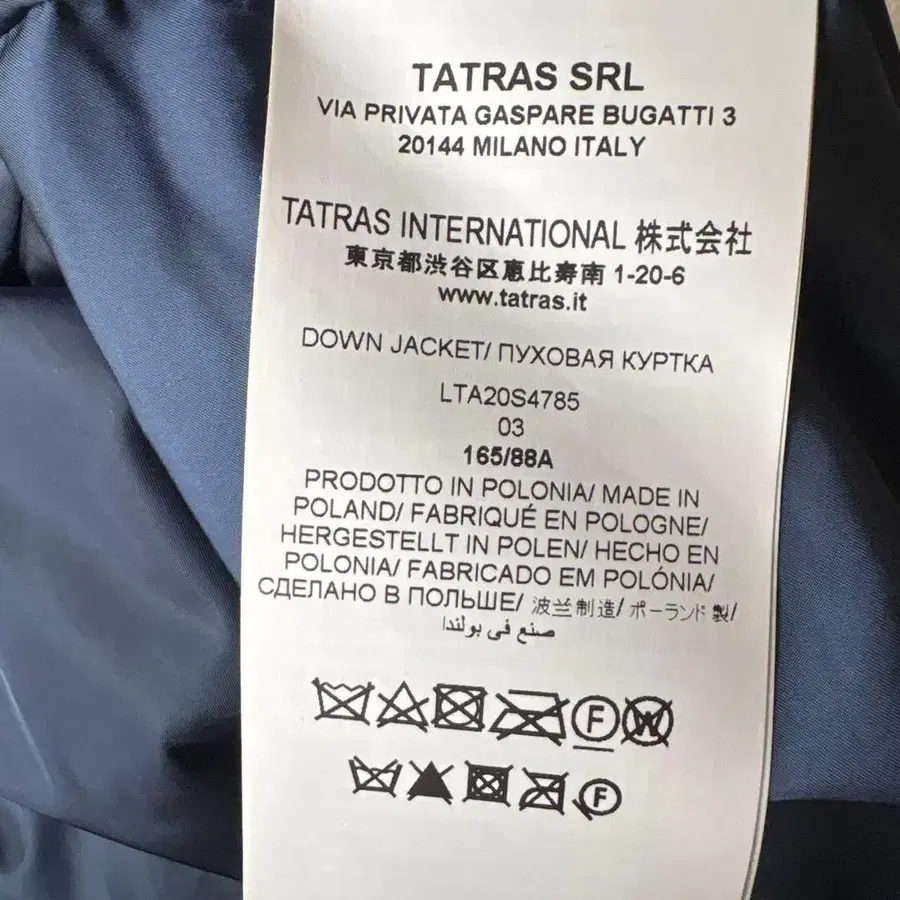 TATRAS SRL
VIA PRIVATA GASPARE BUGATTI 3
20144 MILANO ITALY
TATRAS INTERNATIONAL 株式会社
東京都渋谷区恵比寿南 1-20-6
www.tatras.it
DOWN JACKET/ ПУХОВАЯ КУРТКА
LTA20S4785
03
165/88A
PRODOTTO IN POLONIA/ MADE IN
POLAND/ FABRIQUÉ EN POLOGNE/
HERGESTELLT IN POLEN/ HECHO EN
POLONIA/ FABRICADO EM POLÓNIA/
СДЕЛАНО В ПОЛЬШЕ/ 波兰制造/ ポーランド製/
صنع في بولندا
F W
F